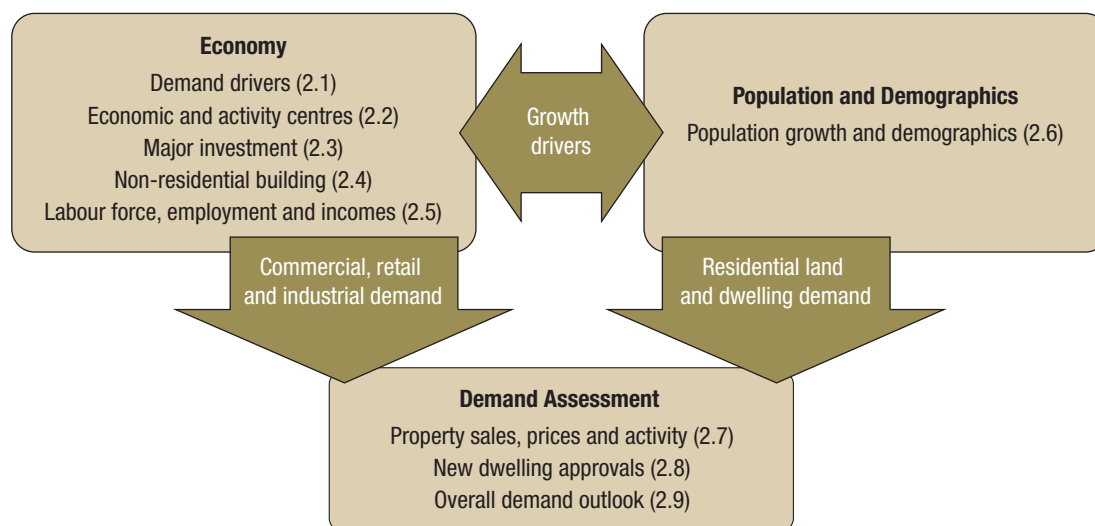 Economy
Demand drivers (2.1)
Economic and activity centres (2.2)
Major investment (2.3)
Non-residential building (2.4)
Labour force, employment and incomes (2.5)
Growth
drivers
Population and Demographics
Population growth and demographics (2.6)
Commercial, retail
and industrial demand
Residential land
and dwelling demand
Demand Assessment
Property sales, prices and activity (2.7)
New dwelling approvals (2.8)
Overall demand outlook (2.9)